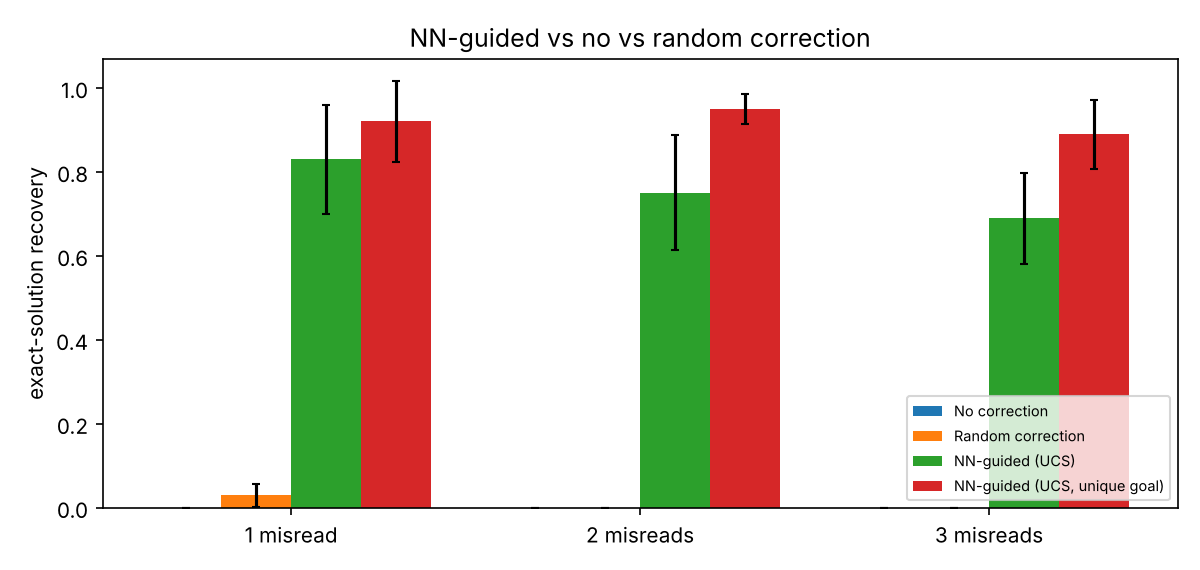 NN-guided vs no vs random correction
exact-solution recovery
1.0
0.8
0.6
0.4
0.2
0.0
1 misread
2 misreads
3 misreads
No correction
Random correction
NN-guided (UCS)
NN-guided (UCS, unique goal)